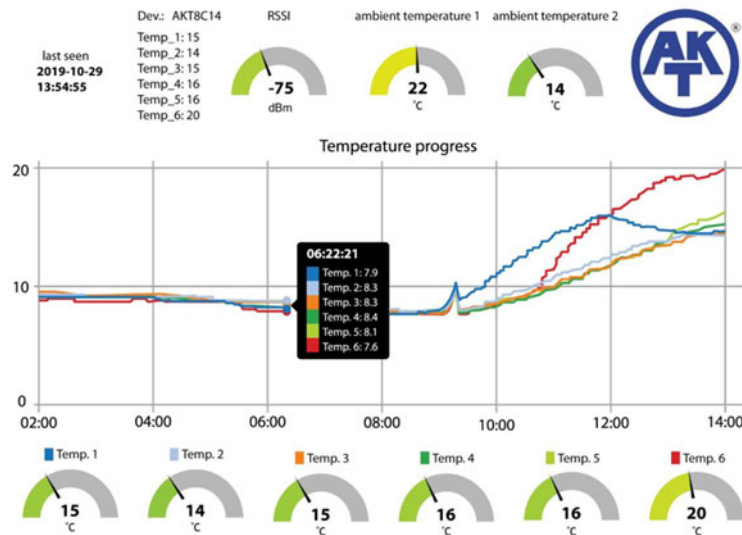 Dev.: AKT8C14
RSSI
ambient temperature 1
ambient temperature 2
last seen
2019-10-29
13:54:55
Temp_1: 15
Temp_2: 14
Temp_3: 15
Temp_4: 16
Temp_5: 16
Temp_6: 20
-75
dBm
22
°C
14
°C
AKT
®
Temperature progress
20
10
0
06:22:21
Temp. 1: 7.9
Temp. 2: 8.3
Temp. 3: 8.3
Temp. 4: 8.4
Temp. 5: 8.1
Temp. 6: 7.6
02:00 04:00 06:00 08:00 10:00 12:00 14:00
Temp. 1 Temp. 2 Temp. 3 Temp. 4 Temp. 5 Temp. 6
15 14 15 16 16 20
°C °C °C °C °C °C